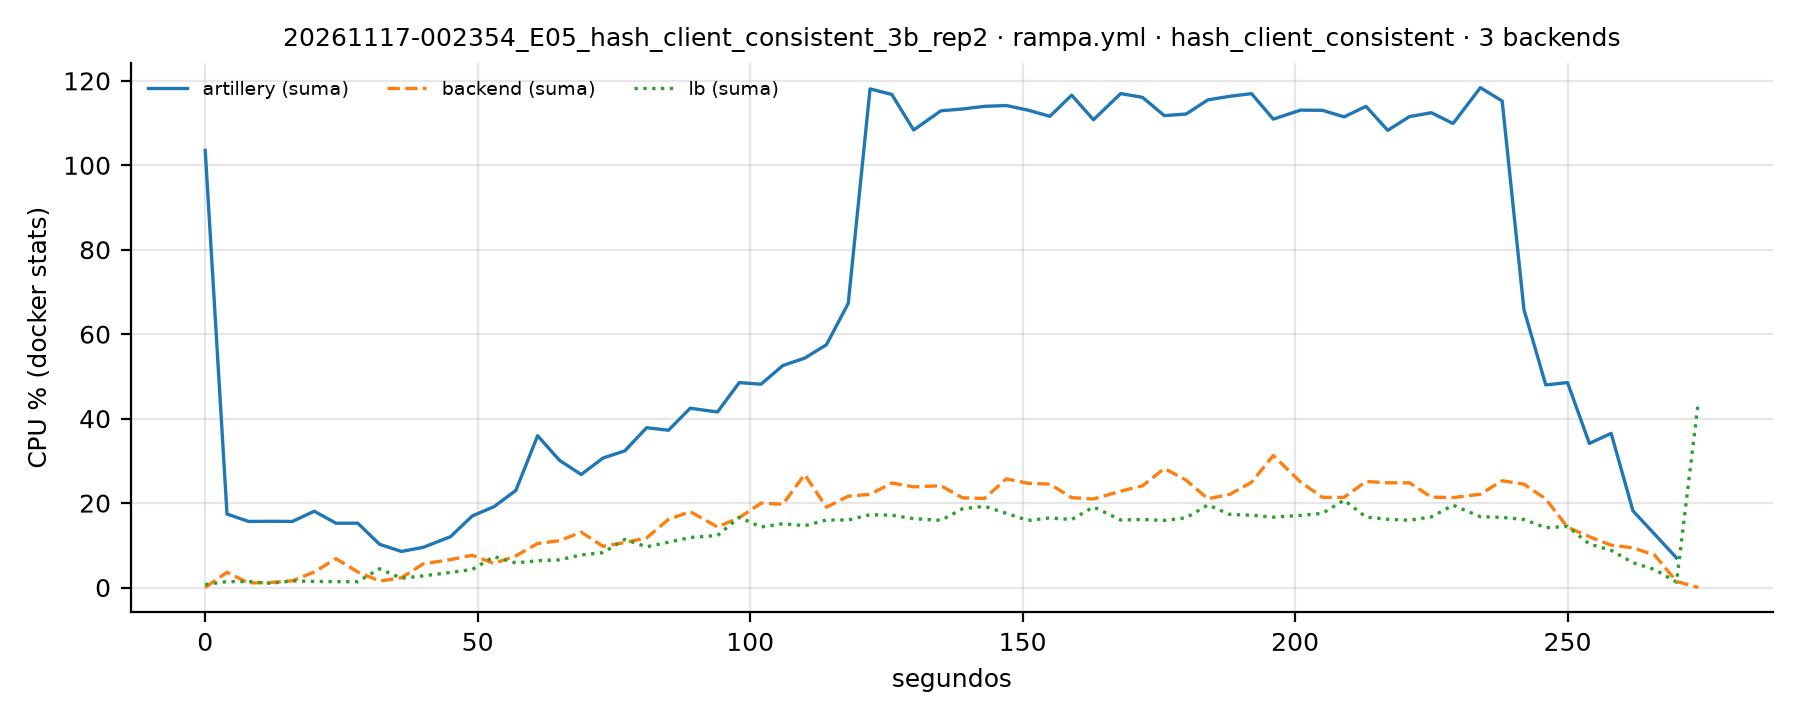 20261117-002354_E05_hash_client_consistent_3b_rep2 · rampa.yml · hash_client_consistent · 3 backends
artillery (suma) backend (suma) lb (suma)
CPU % (docker stats)
120
100
80
60
40
20
0
0 50 100 150 200 250
segundos